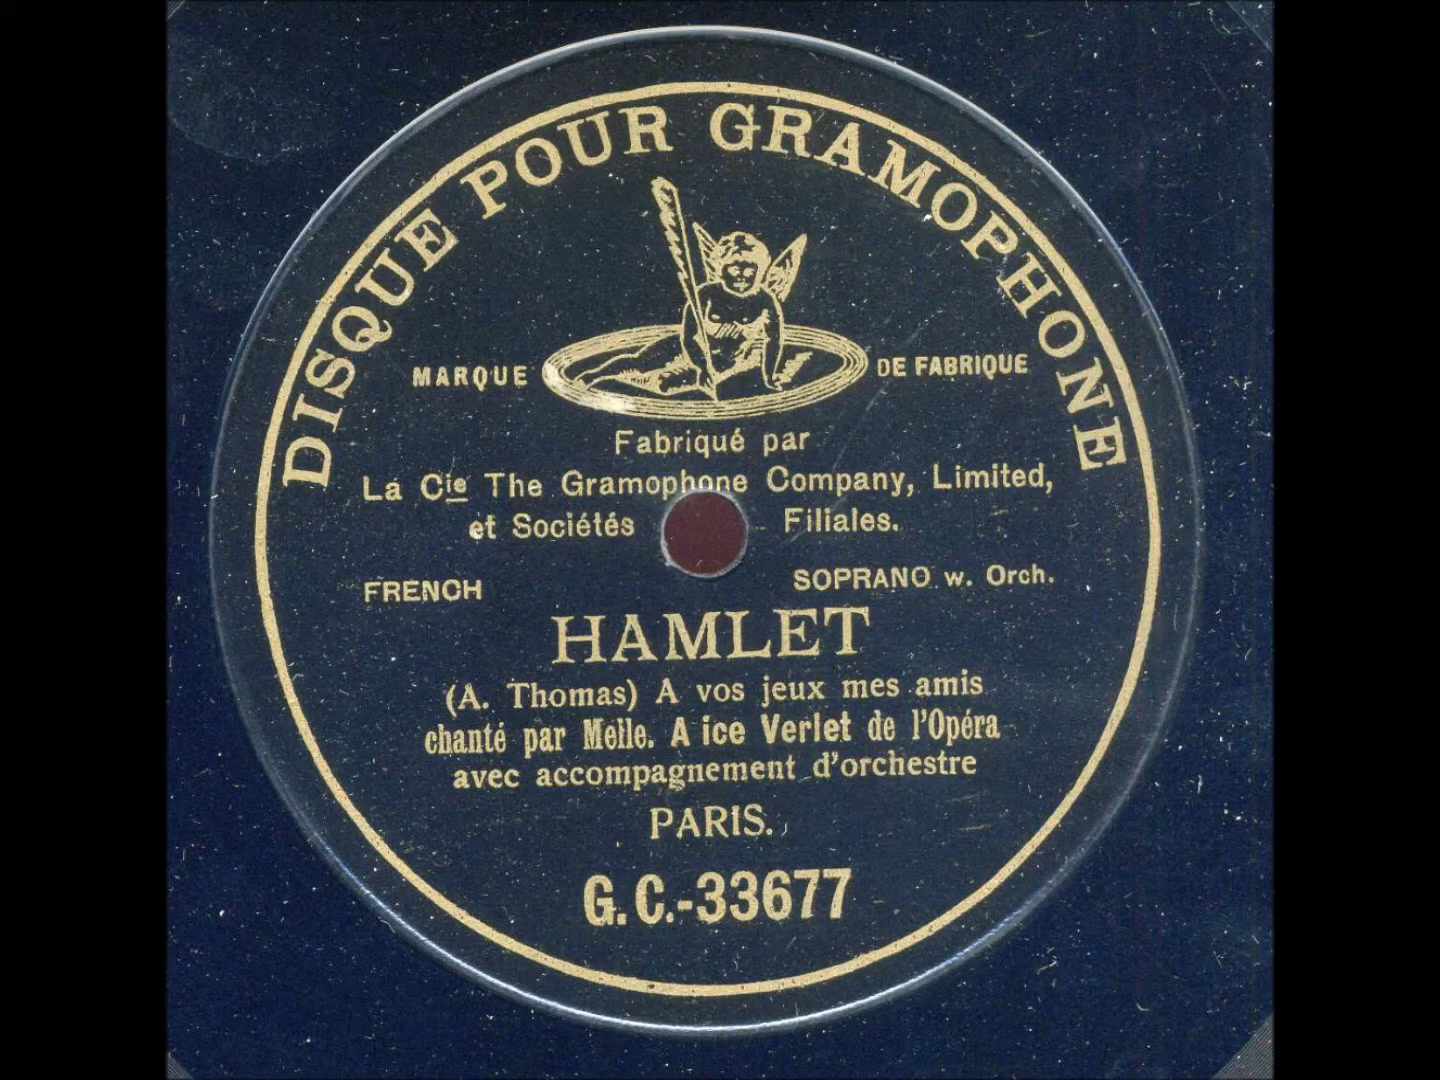 DISQUE POUR GRAMOPHONE
MARQUE DE FABRIQUE
Fabriqué par
La Cie The Gramophone Company, Limited,
et Sociétés Filiales.
FRENCH SOPRANO w. Orch.
HAMLET
(A. Thomas) A vos jeux mes amis
chanté par Melle. A ice Verlet de l'Opéra
avec accompagnement d'orchestre
PARIS.
G.C.-33677